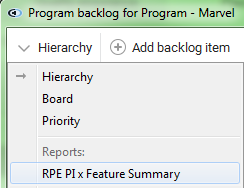 Program backlog for Program - Marvel
Hierarchy Add backlog item
Hierarchy
Board
Priority
Reports:
RPE PI x Feature Summary